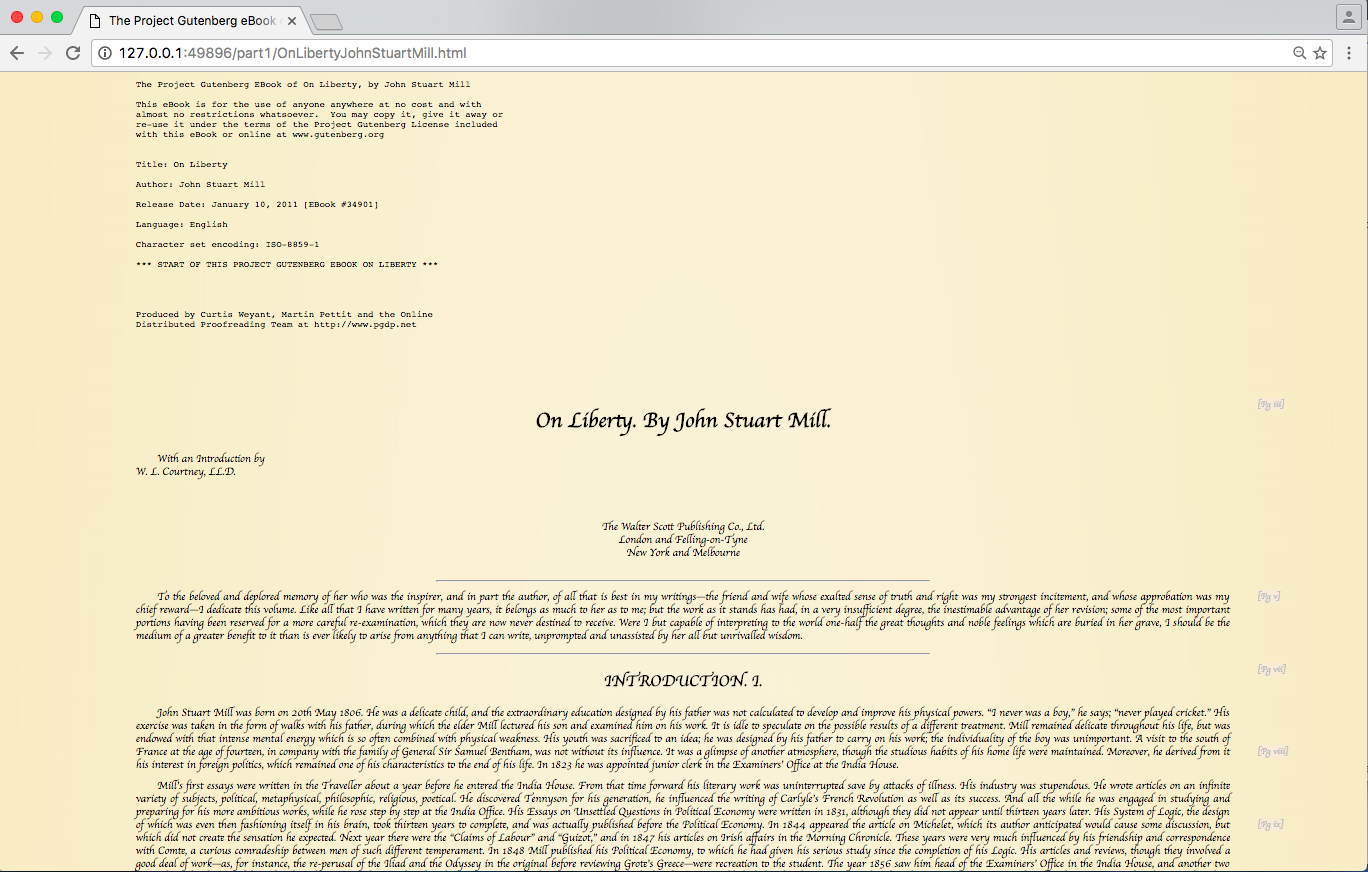 The Project Gutenberg eBook
127.0.0.1:49896/part1/OnLibertyJohnStuartMill.html
The Project Gutenberg EBook of On Liberty, by John Stuart Mill
This eBook is for the use of anyone anywhere at no cost and with
almost no restrictions whatsoever.  You may copy it, give it away or
re-use it under the terms of the Project Gutenberg License included
with this eBook or online at www.gutenberg.org
Title: On Liberty
Author: John Stuart Mill
Release Date: January 10, 2011 [EBook #34901]
Language: English
Character set encoding: ISO-8859-1
*** START OF THIS PROJECT GUTENBERG EBOOK ON LIBERTY ***
Produced by Curtis Weyant, Martin Pettit and the Online
Distributed Proofreading Team at http://www.pgdp.net
[Pg iii]
On Liberty. By John Stuart Mill.
With an Introduction by
W. L. Courtney, LL.D.
The Walter Scott Publishing Co., Ltd.
London and Felling-on-Tyne
New York and Melbourne
To the beloved and deplored memory of her who was the inspirer, and in part the author, of all that is best in my writings—the friend and wife whose exalted sense of truth and right was my strongest incitement, and whose approbation was my
[Pg v]
chief reward—I dedicate this volume. Like all that I have written for many years, it belongs as much to her as to me; but the work as it stands has had, in a very insufficient degree, the inestimable advantage of her revision; some of the most important
portions having been reserved for a more careful re-examination, which they are now never destined to receive. Were I but capable of interpreting to the world one-half the great thoughts and noble feelings which are buried in her grave, I should be the
medium of a greater benefit to it than is ever likely to arise from anything that I can write, unprompted and unassisted by her all but unrivalled wisdom.
[Pg vii]
INTRODUCTION. I.
John Stuart Mill was born on 20th May 1806. He was a delicate child, and the extraordinary education designed by his father was not calculated to develop and improve his physical powers. "I never was a boy," he says; "never played cricket." His
exercise was taken in the form of walks with his father, during which the elder Mill lectured his son and examined him on his work. It is idle to speculate on the possible results of a different treatment. Mill remained delicate throughout his life, but was
endowed with that intense mental energy which is so often combined with physical weakness. His youth was sacrificed to an idea; he was designed by his father to carry on his work; the individuality of the boy was unimportant. A visit to the south of
France at the age of fourteen, in company with the family of General Sir Samuel Bentham, was not without its influence. It was a glimpse of another atmosphere, though the studious habits of his home life were maintained. Moreover, he derived from it
[Pg viii]
his interest in foreign politics, which remained one of his characteristics to the end of his life. In 1823 he was appointed junior clerk in the Examiners' Office at the India House.
Mill's first essays were written in the Traveller about a year before he entered the India House. From that time forward his literary work was uninterrupted save by attacks of illness. His industry was stupendous. He wrote articles on an infinite
variety of subjects, political, metaphysical, philosophic, religious, poetical. He discovered Tennyson for his generation, he influenced the writing of Carlyle's French Revolution as well as its success. And all the while he was engaged in studying and
preparing for his more ambitious works, while he rose step by step at the India Office. His Essays on Unsettled Questions in Political Economy were written in 1831, although they did not appear until thirteen years later. His System of Logic, the design
of which was even then fashioning itself in his brain, took thirteen years to complete, and was actually published before the Political Economy. In 1844 appeared the article on Michelet, which its author anticipated would cause some discussion, but
[Pg ix]
which did not create the sensation he expected. Next year there were the "Claims of Labour" and "Guizot," and in 1847 his articles on Irish affairs in the Morning Chronicle. These years were very much influenced by his friendship and correspondence
with Comte, a curious comradeship between men of such different temperament. In 1848 Mill published his Political Economy, to which he had given his serious study since the completion of his Logic. His articles and reviews, though they involved a
good deal of work—as, for instance, the re-perusal of the Iliad and the Odyssey in the original before reviewing Grote's Greece—were recreation to the student. The year 1856 saw him head of the Examiners' Office in the India House, and another two